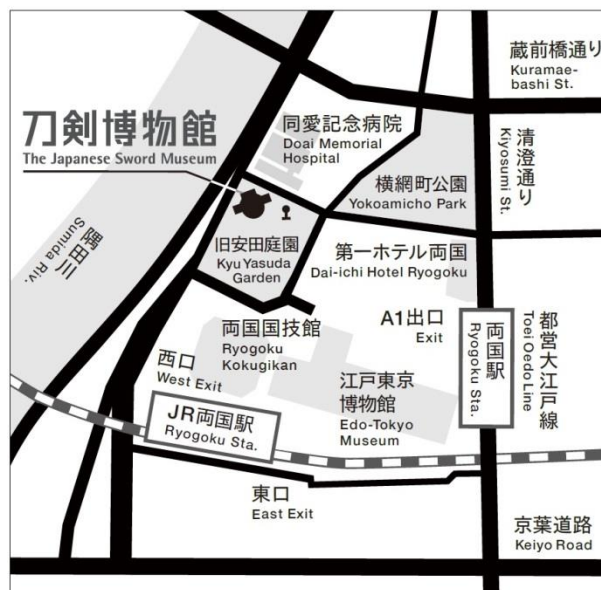 蔵前橋通り
Kuramae-
bashi St.
刀剣博物館
The Japanese Sword Museum
同愛記念病院
Doai Memorial
Hospital
清澄通り
Kiyosumi St.
横網町公園
Yokoamicho Park
隅田川
Sumida Riv.
旧安田庭園
Kyu Yasuda
Garden
第一ホテル両国
Dai-ichi Hotel Ryogoku
両国国技館
Ryogoku
Kokugikan
A1出口
Exit
両国駅
Ryogoku Sta.
都営大江戸線
Toei Oedo Line
西口
West Exit
江戸東京
博物館
Edo-Tokyo
Museum
JR両国駅
Ryogoku Sta.
東口
East Exit
京葉道路
Keiyo Road